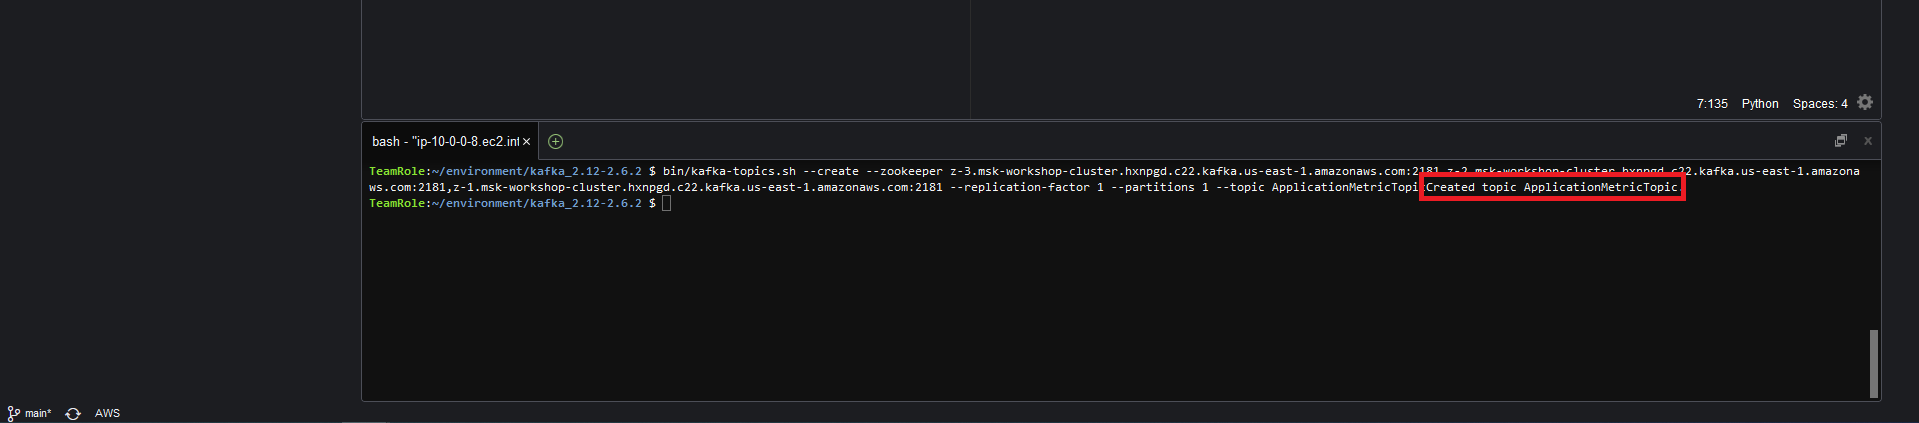 7:135 Python Spaces: 4
bash - "ip-10-0-0-8.ec2.int ×
TeamRole:~/environment/kafka_2.12-2.6.2 $ bin/kafka-topics.sh --create --zookeeper z-3.msk-workshop-cluster.hxnpgd.c22.kafka.us-east-1.amazonaws.com:2181,z-2.msk-workshop-cluster.hxnpgd.c22.kafka.us-east-1.amazona
ws.com:2181,z-1.msk-workshop-cluster.hxnpgd.c22.kafka.us-east-1.amazonaws.com:2181 --replication-factor 1 --partitions 1 --topic ApplicationMetricTopicCreated topic ApplicationMetricTopic.
TeamRole:~/environment/kafka_2.12-2.6.2 $
main* AWS